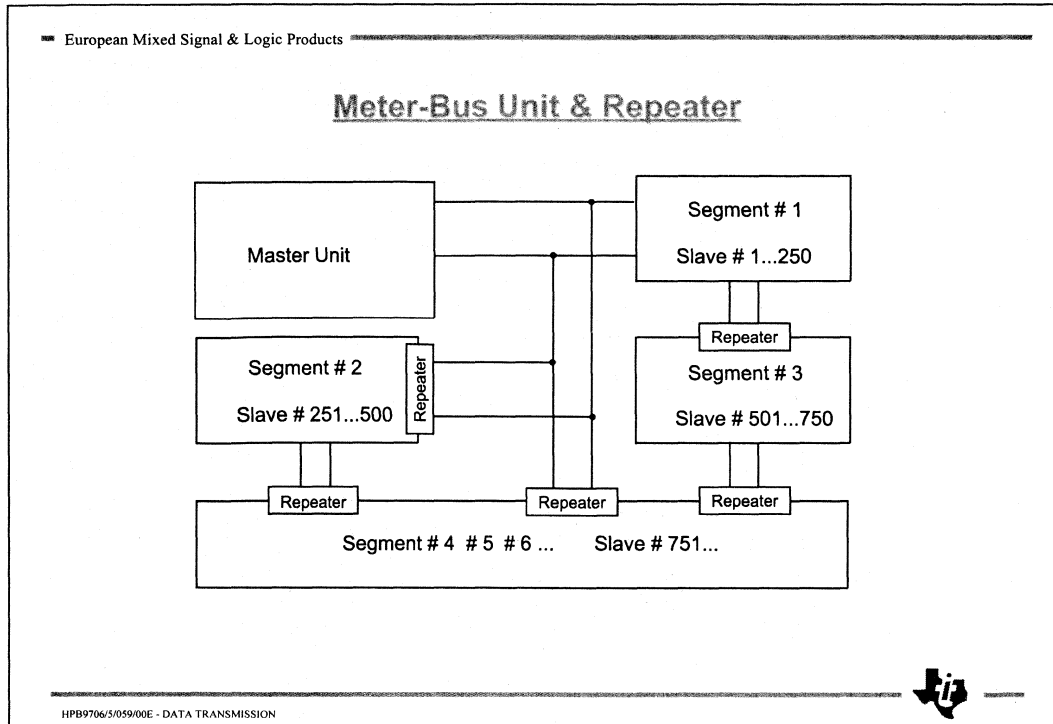 European Mixed Signal & Logic Products
Meter-Bus Unit & Repeater
Master Unit
Segment # 1
Slave # 1...250
Repeater
Segment # 2
Slave # 251...500
Repeater
Segment # 3
Slave # 501...750
Repeater
Repeater
Repeater
Segment # 4 # 5 # 6 ... Slave # 751...
HPB9706/5/059/00E - DATA TRANSMISSION